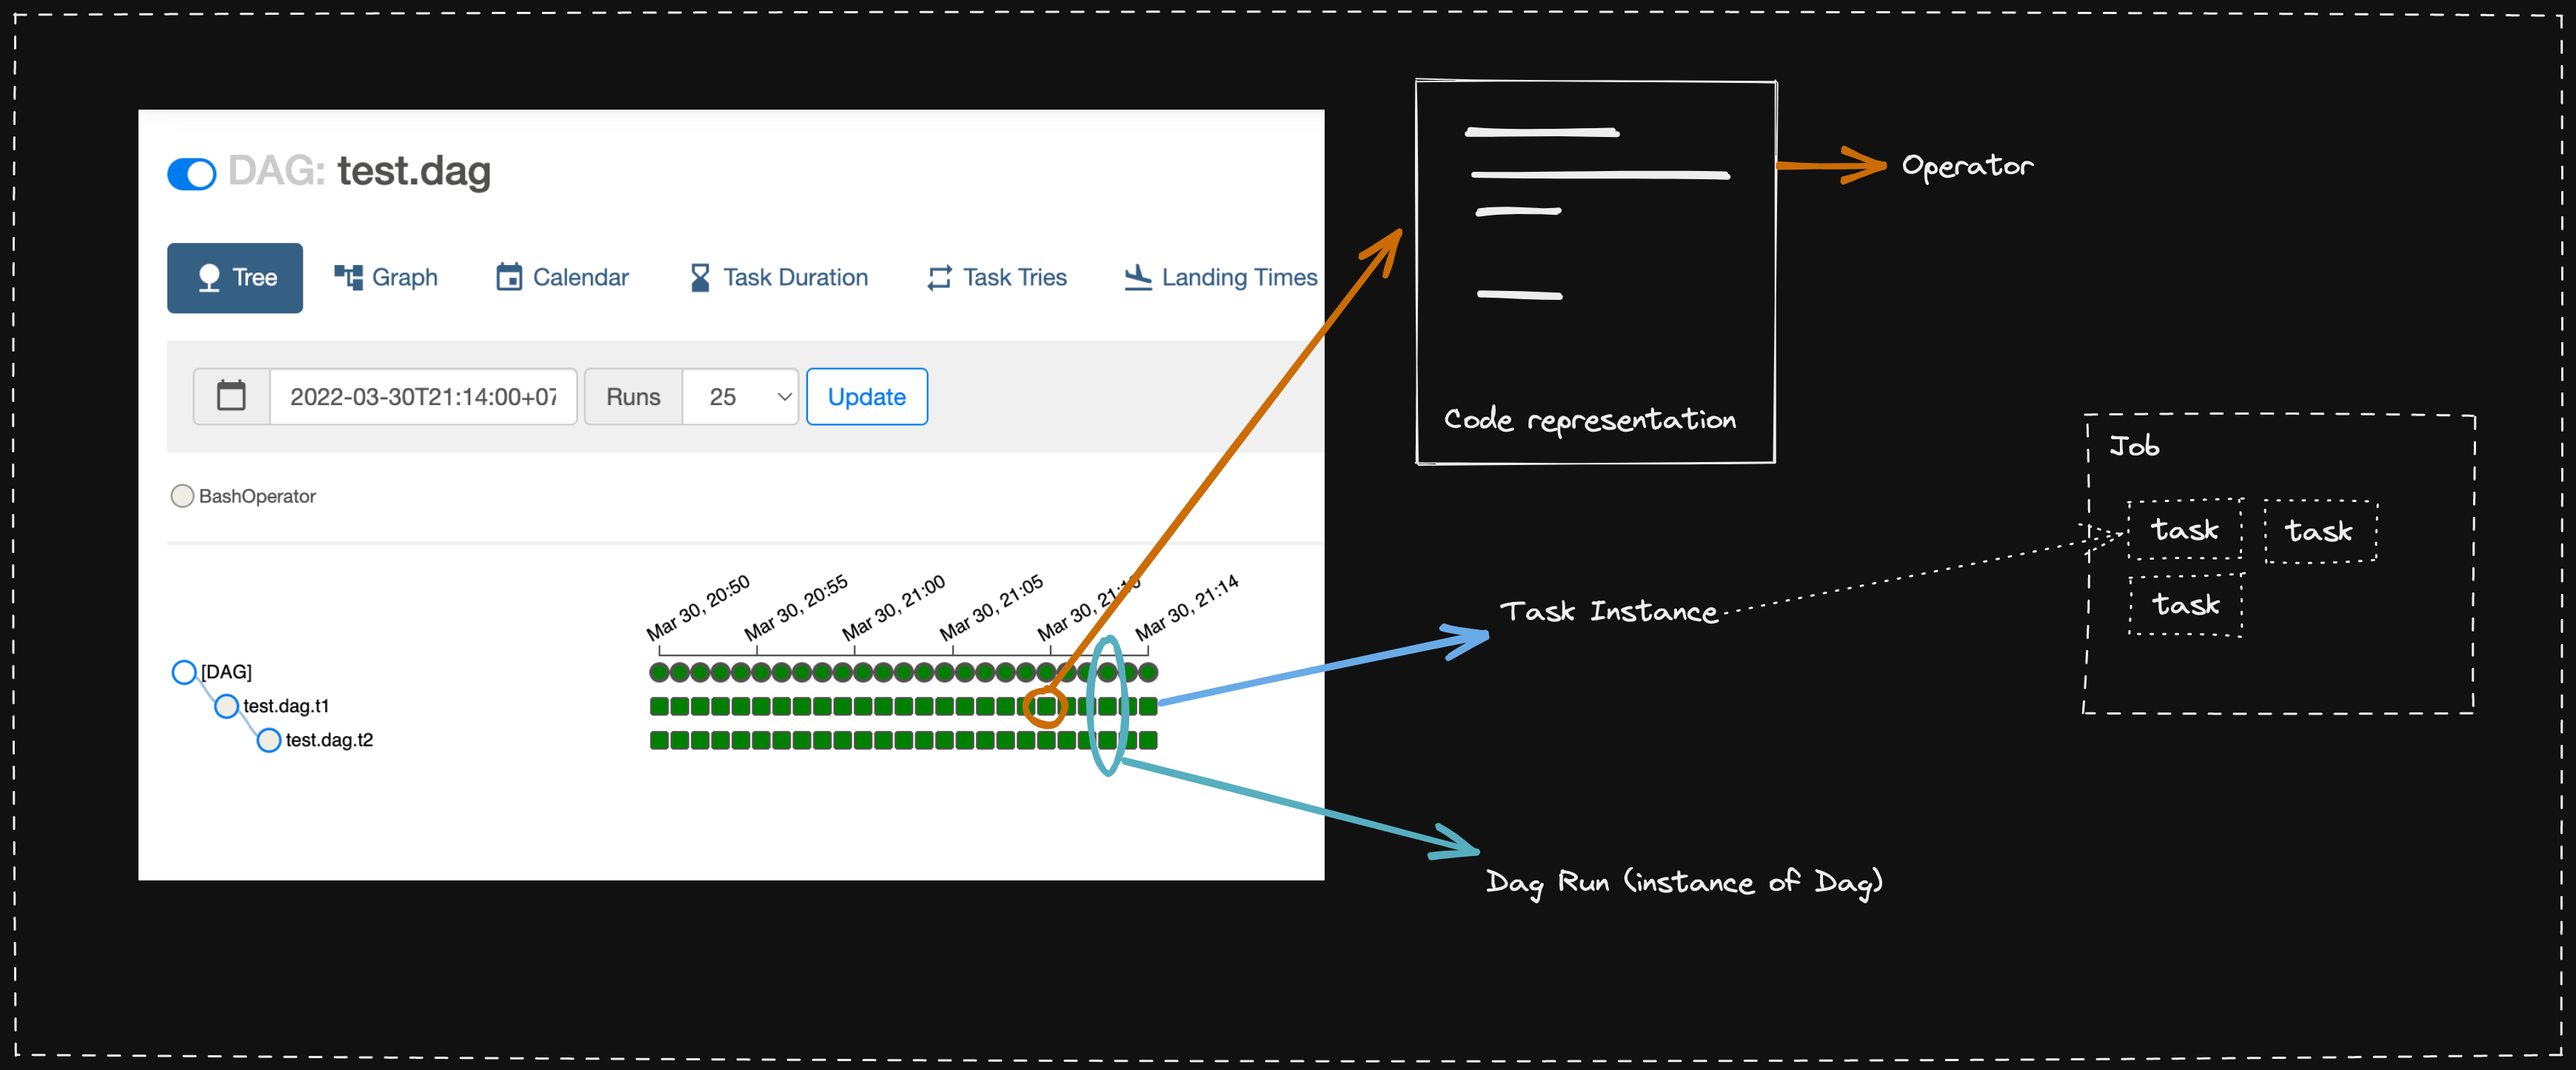 DAG: test.dag
Tree Graph Calendar Task Duration Task Tries Landing Times
2022-03-30T21:14:00+07 Runs 25 Update
BashOperator
Mar 30, 20:50 Mar 30, 20:55 Mar 30, 21:00 Mar 30, 21:05 Mar 30, 21:10 Mar 30, 21:14
[DAG]
test.dag.t1
test.dag.t2
Operator
Code representation
Job
task task
task
Task Instance
Dag Run (instance of Dag)